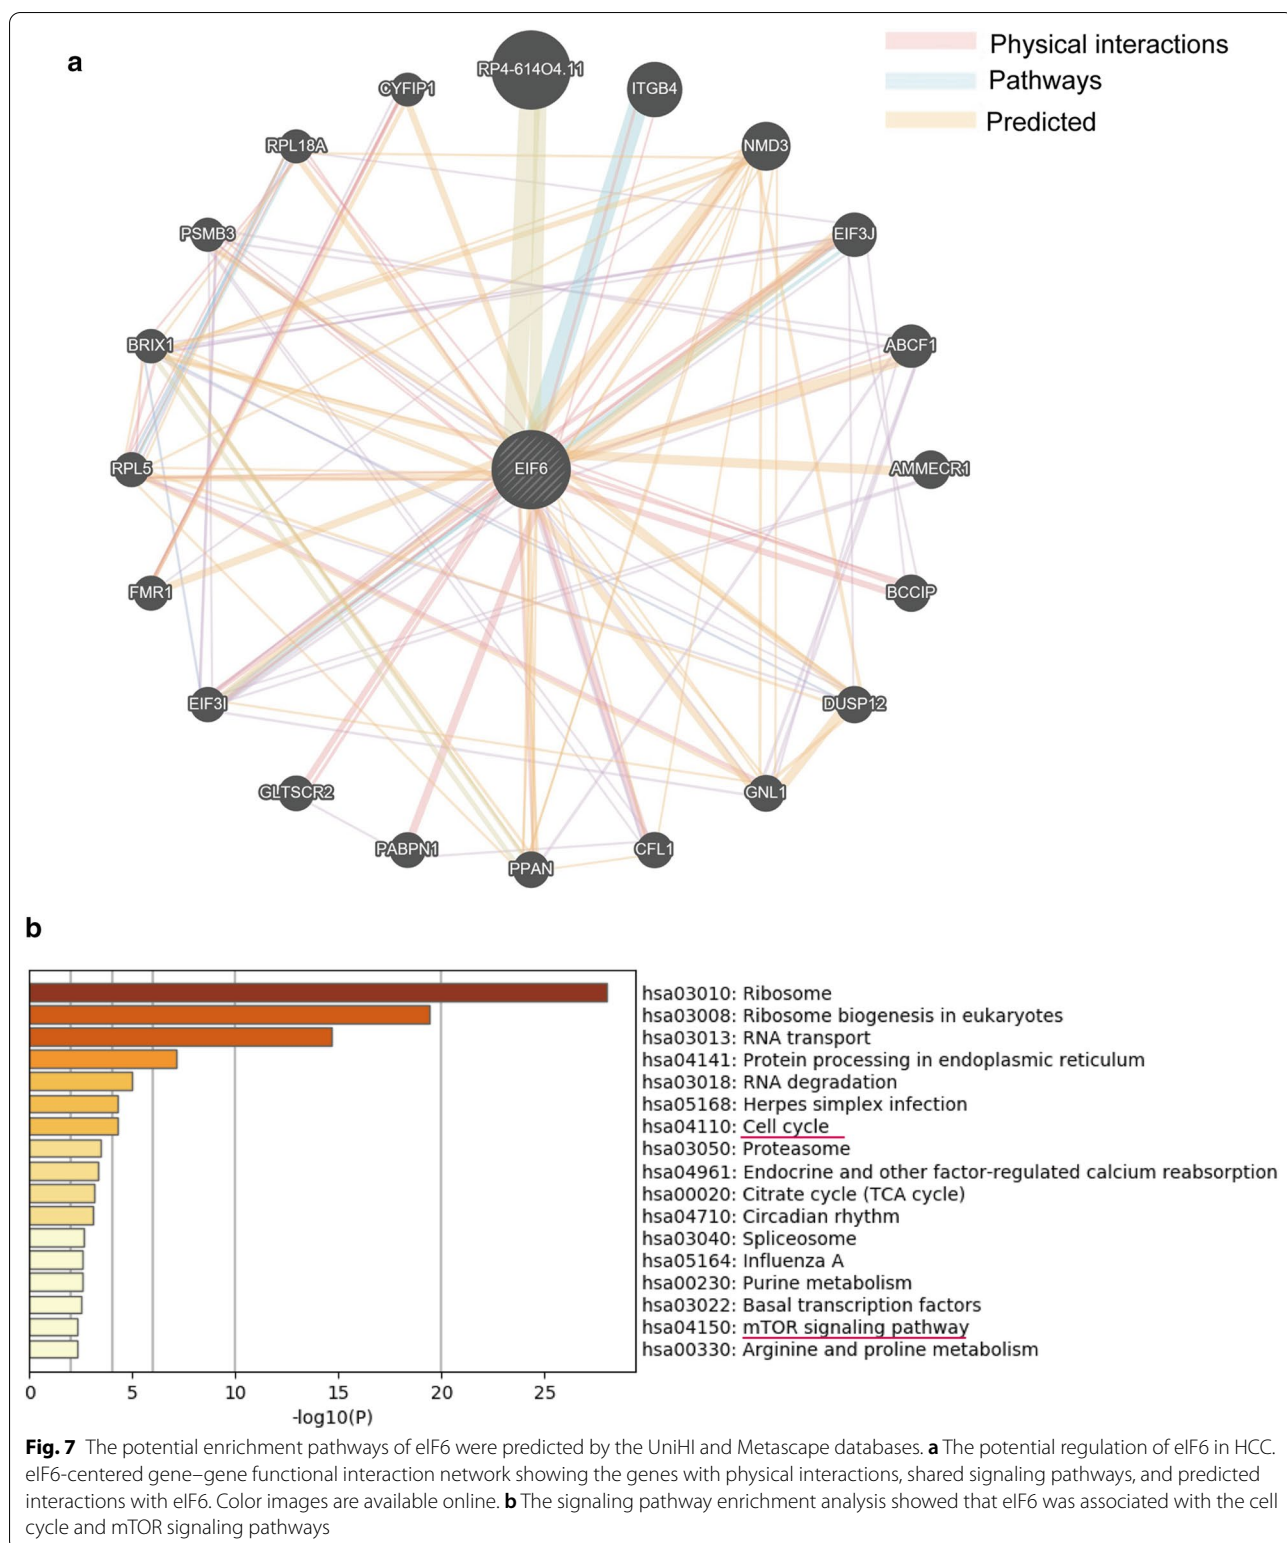 a
Physical interactions
Pathways
Predicted
RP4-614O4.11
ITGB4
CYFIP1
NMD3
RPL18A
EIF3J
PSMB3
ABCF1
BRIX1
AMMECR1
RPL5
EIF6
BCCIP
FMR1
DUSP12
EIF3I
GNL1
GLTSCR2
CFL1
PABPN1
PPAN
b
hsa03010: Ribosome
hsa03008: Ribosome biogenesis in eukaryotes
hsa03013: RNA transport
hsa04141: Protein processing in endoplasmic reticulum
hsa03018: RNA degradation
hsa05168: Herpes simplex infection
hsa04110: Cell cycle
hsa03050: Proteasome
hsa04961: Endocrine and other factor-regulated calcium reabsorption
hsa00020: Citrate cycle (TCA cycle)
hsa04710: Circadian rhythm
hsa03040: Spliceosome
hsa05164: Influenza A
hsa00230: Purine metabolism
hsa03022: Basal transcription factors
hsa04150: mTOR signaling pathway
hsa00330: Arginine and proline metabolism
0 5 10 15 20 25
-log10(P)
Fig. 7 The potential enrichment pathways of eIF6 were predicted by the UniHI and Metascape databases. a The potential regulation of eIF6 in HCC.
eIF6-centered gene–gene functional interaction network showing the genes with physical interactions, shared signaling pathways, and predicted
interactions with eIF6. Color images are available online. b The signaling pathway enrichment analysis showed that eIF6 was associated with the cell
cycle and mTOR signaling pathways